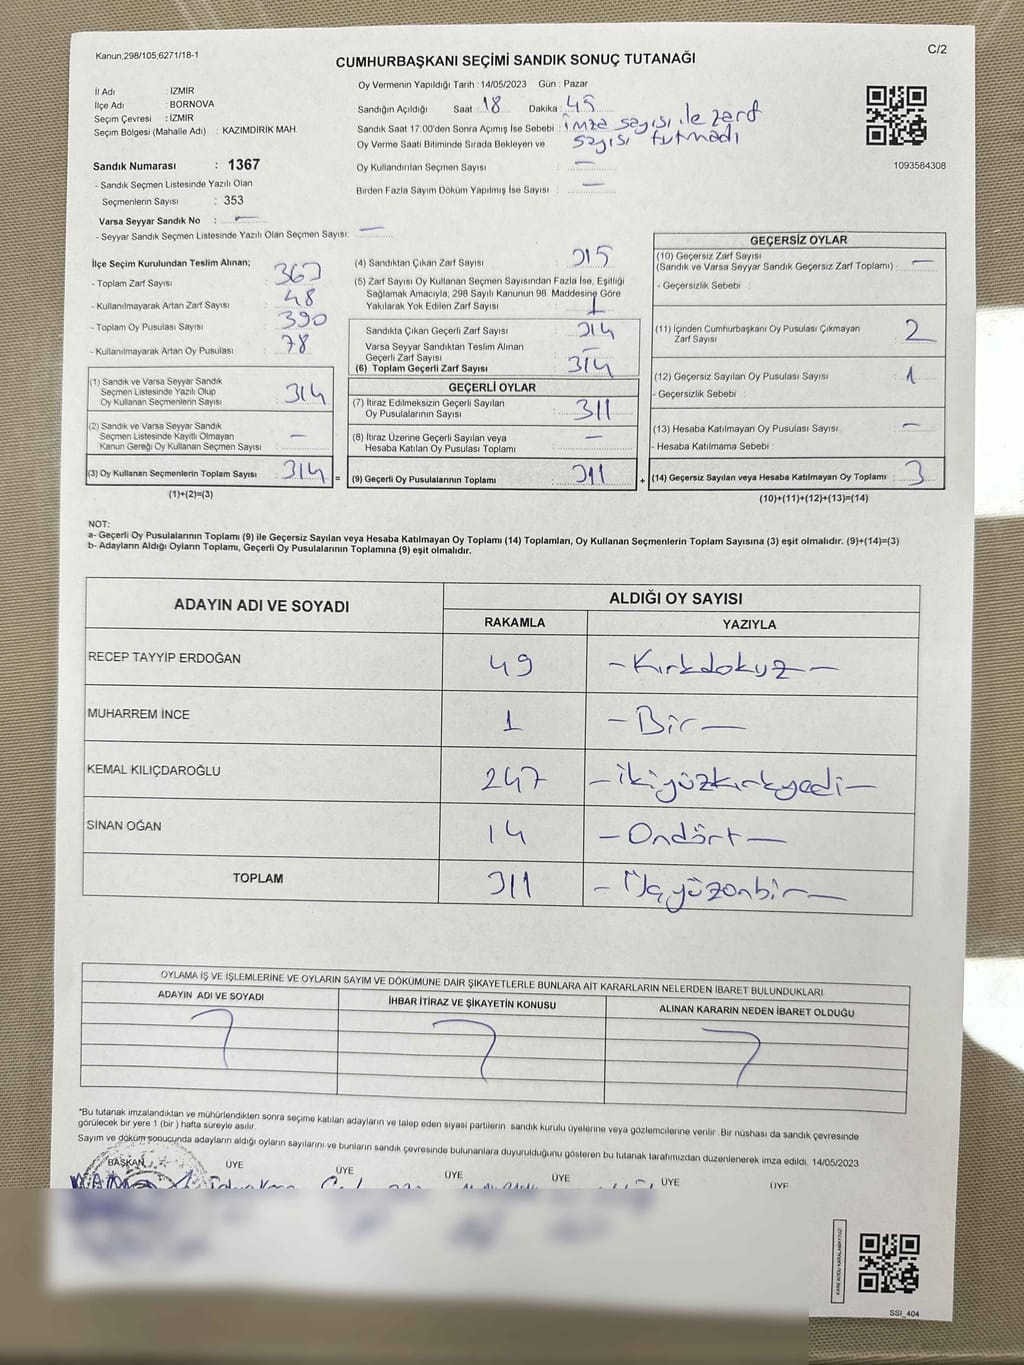 Kanun;298/105,6271/18-1
C/2
CUMHURBAŞKANI SEÇİMİ SANDIK SONUÇ TUTANAĞI
İl Adı : İZMİR
İlçe Adı : BORNOVA
Seçim Çevresi : İZMİR
Seçim Bölgesi (Mahalle Adı) : KAZIMDİRİK MAH.
Sandık Numarası : 1367
- Sandık Seçmen Listesinde Yazılı Olan
Seçmenlerin Sayısı : 353
Varsa Seyyar Sandık No : —
- Seyyar Sandık Seçmen Listesinde Yazılı Olan Seçmen Sayısı: —
Oy Vermenin Yapıldığı Tarih : 14/05/2023 Gün : Pazar
Sandığın Açıldığı Saat 18 Dakika : 45
Sandık Saat 17:00'den Sonra Açımış İse Sebebi : imza sayısı ile zarf
sayısı tutmadı
Oy Verme Saati Bitiminde Sırada Bekleyen ve
Oy Kullandırılan Seçmen Sayısı : —
Birden Fazla Sayım Döküm Yapılmış İse Sayısı : —
1093584308
İlçe Seçim Kurulundan Teslim Alınan;
- Toplam Zarf Sayısı : 363
- Kullanılmayarak Artan Zarf Sayısı : 48
- Toplam Oy Pusulası Sayısı : 390
- Kullanılmayarak Artan Oy Pusulası : 78
(1) Sandık ve Varsa Seyyar Sandık
Seçmen Listesinde Yazılı Olup
Oy Kullanan Seçmenlerin Sayısı : 314
(2) Sandık ve Varsa Seyyar Sandık
Seçmen Listesinde Kayıtlı Olmayan
Kanun Gereği Oy Kullanan Seçmen Sayısı : —
(3) Oy Kullanan Seçmenlerin Toplam Sayısı : 314 =
(1)+(2)=(3)
(4) Sandıktan Çıkan Zarf Sayısı : 315
(5) Zarf Sayısı Oy Kullanan Seçmen Sayısından Fazla İse, Eşitliği
Sağlamak Amacıyla, 298 Sayılı Kanunun 98. Maddesine Göre
Yakılarak Yok Edilen Zarf Sayısı : 1
Sandıkta Çıkan Geçerli Zarf Sayısı : 314
Varsa Seyyar Sandıktan Teslim Alınan
Geçerli Zarf Sayısı : —
(6) Toplam Geçerli Zarf Sayısı : 314
GEÇERLİ OYLAR
(7) İtiraz Edilmeksizin Geçerli Sayılan
Oy Pusulalarının Sayısı : 311
(8) İtiraz Üzerine Geçerli Sayılan veya
Hesaba Katılan Oy Pusulası Toplamı : —
(9) Geçerli Oy Pusulalarının Toplamı : 311 +
GEÇERSİZ OYLAR
(10) Geçersiz Zarf Sayısı
(Sandık ve Varsa Seyyar Sandık Geçersiz Zarf Toplamı) : —
- Geçersizlik Sebebi :
(11) İçinden Cumhurbaşkanı Oy Pusulası Çıkmayan
Zarf Sayısı : 2
(12) Geçersiz Sayılan Oy Pusulası Sayısı : 1
- Geçersizlik Sebebi :
(13) Hesaba Katılmayan Oy Pusulası Sayısı : —
- Hesaba Katılmama Sebebi :
(14) Geçersiz Sayılan veya Hesaba Katılmayan Oy Toplamı : 3
(10)+(11)+(12)+(13)=(14)
NOT:
a- Geçerli Oy Pusulalarının Toplamı (9) ile Geçersiz Sayılan veya Hesaba Katılmayan Oy Toplamı (14) Toplamları, Oy Kullanan Seçmenlerin Toplam Sayısına (3) eşit olmalıdır. (9)+(14)=(3)
b- Adayların Aldığı Oyların Toplamı, Geçerli Oy Pusulalarının Toplamına (9) eşit olmalıdır.
ADAYIN ADI VE SOYADI
ALDIĞI OY SAYISI
RAKAMLA YAZIYLA
RECEP TAYYİP ERDOĞAN 49 -Kırkdokuz-
MUHARREM İNCE 1 -Bir-
KEMAL KILIÇDAROĞLU 247 -ikiyüzkırkyedi-
SİNAN OĞAN 14 -Ondört-
TOPLAM 311 -Üçyüzonbir-
OYLAMA İŞ VE İŞLEMLERİNE VE OYLARIN SAYIM VE DÖKÜMÜNE DAİR ŞİKAYETLERLE BUNLARA AİT KARARLARIN NELERDEN İBARET BULUNDUKLARI
ADAYIN ADI VE SOYADI İHBAR İTİRAZ VE ŞİKAYETİN KONUSU ALINAN KARARIN NEDEN İBARET OLDUĞU
*Bu tutanak imzalandıktan ve mühürlendikten sonra seçime katılan adayların ve talep eden siyasi partilerin sandık kurulu üyelerine veya gözlemcilerine verilir. Bir nüshası da sandık çevresinde
görülecek bir yere 1 (bir) hafta süreyle asılır.
Sayım ve döküm sonucunda adayların aldığı oyların sayılarını ve bunların sandık çevresinde bulunanlara duyurulduğunu gösteren bu tutanak tarafımızdan düzenlenerek imza edildi. 14/05/2023
BAŞKAN ÜYE ÜYE ÜYE ÜYE ÜYE ÜYE
SSI_404